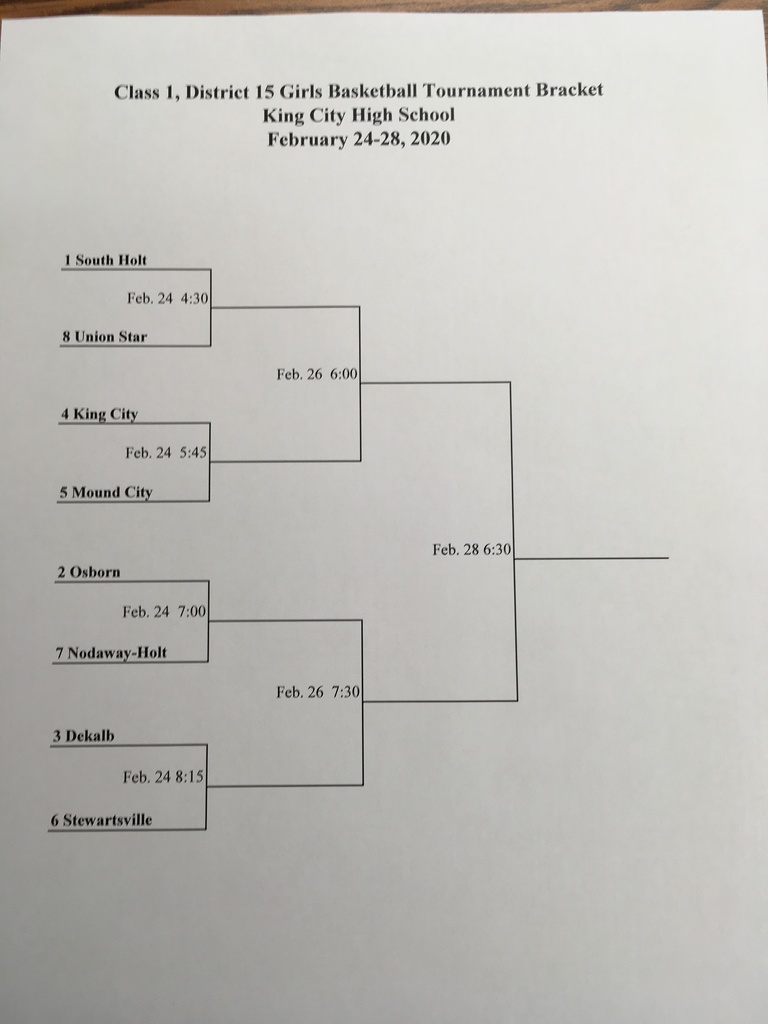 Class 1, District 15 Girls Basketball Tournament Bracket
King City High School
February 24-28, 2020
1 South Holt
Feb. 24 4:30
8 Union Star
Feb. 26 6:00
4 King City
Feb. 24 5:45
5 Mound City
Feb. 28 6:30
2 Osborn
Feb. 24 7:00
7 Nodaway-Holt
Feb. 26 7:30
3 Dekalb
Feb. 24 8:15
6 Stewartsville